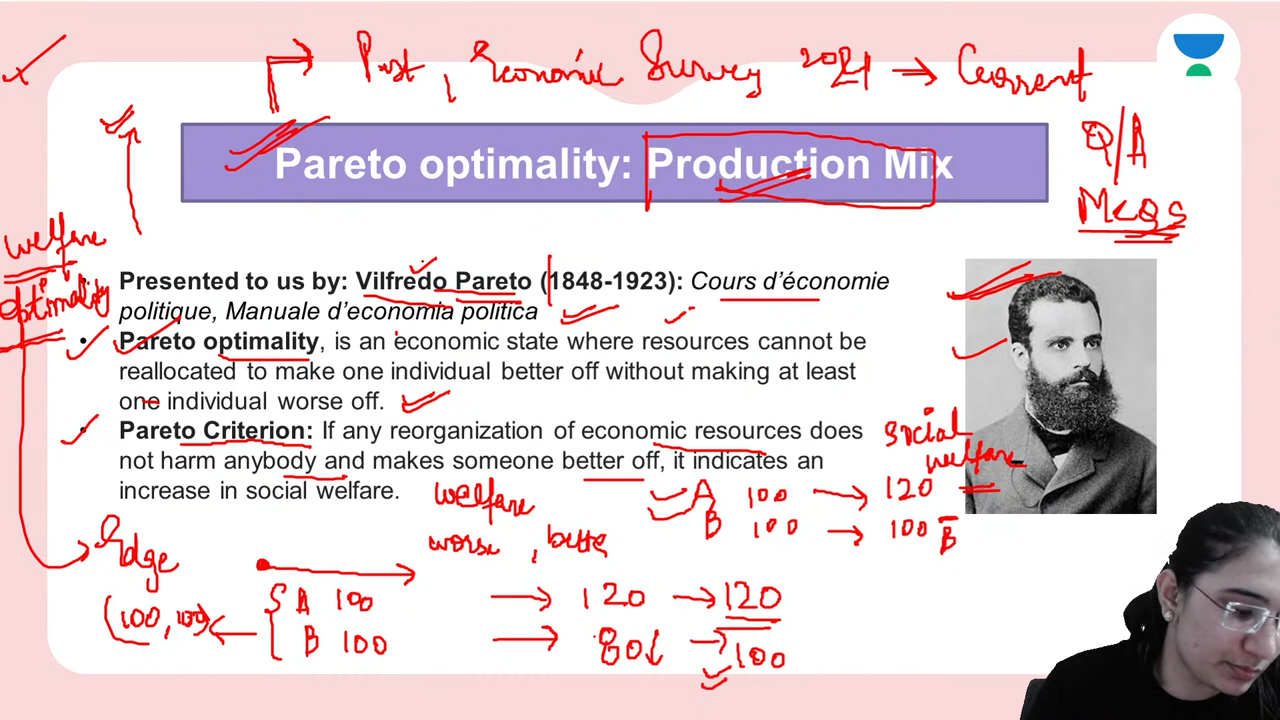 Past, Economic Survey 2021 ⇒ Current
Q/A
MCQs
Pareto optimality: Production Mix
welfare
optimality
Presented to us by: Vilfredo Pareto (1848-1923): Cours d’économie
politique, Manuale d’economia politica
• Pareto optimality, is an economic state where resources cannot be
reallocated to make one individual better off without making at least
one individual worse off.
• Pareto Criterion: If any reorganization of economic resources does
not harm anybody and makes someone better off, it indicates an
increase in social welfare.
social
welfare
A 100 → 120
B 100 → 100 B
welfare
worse, better
Edge
(100, 100)
A 100 → 120 → 120
B 100 → 80↓ → 100